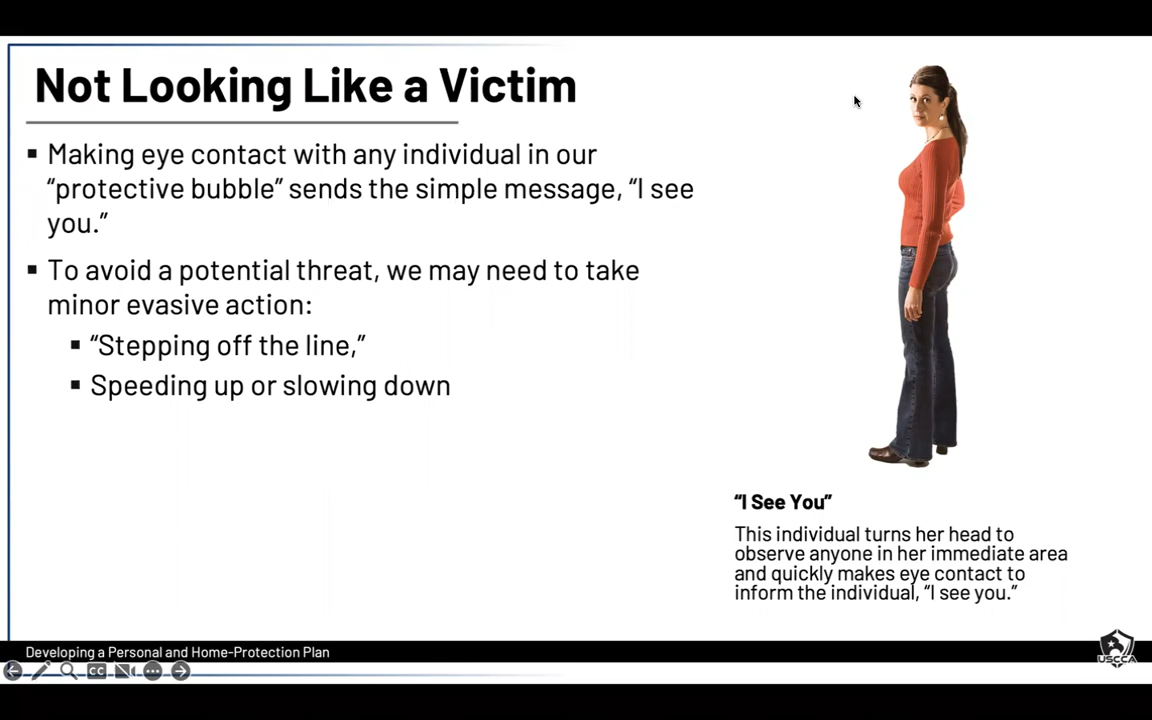 Not Looking Like a Victim
▪ Making eye contact with any individual in our
“protective bubble” sends the simple message, “I see
you.”
▪ To avoid a potential threat, we may need to take
minor evasive action:
▪ “Stepping off the line,”
▪ Speeding up or slowing down
“I See You”
This individual turns her head to
observe anyone in her immediate area
and quickly makes eye contact to
inform the individual, “I see you.”
Developing a Personal and Home-Protection Plan
CC
USCCA